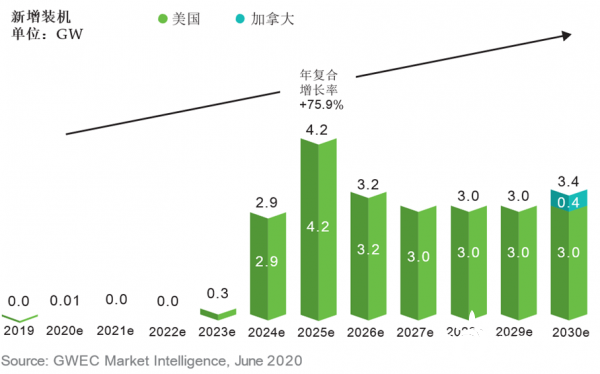 新增装机
单位：GW
美国 加拿大
年复合
增长率
+75.9%
0.0 0.01 0.0 0.0 0.3 2.9 4.2 3.2 3.0 3.0 3.4
2.9 4.2 3.2 3.0 3.0 3.0 0.4 3.0
2019 2020e 2021e 2022e 2023e 2024e 2025e 2026e 2027e 2029e 2030e
Source: GWEC Market Intelligence, June 2020